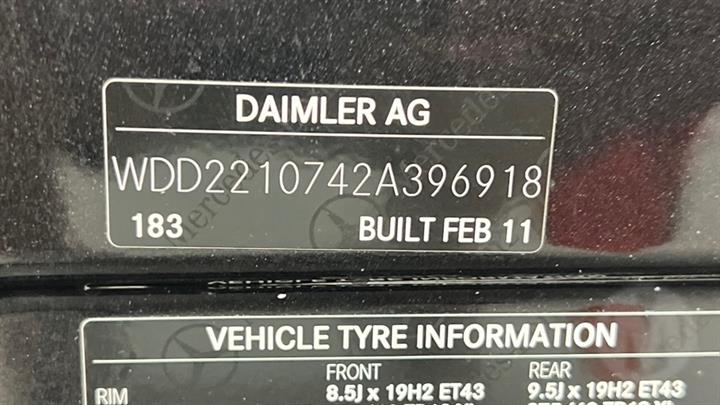 DAIMLER AG
WDD2210742A396918
183 BUILT FEB 11
VEHICLE TYRE INFORMATION
FRONT REAR
RIM 8.5J x 19H2 ET43 9.5J x 19H2 ET43